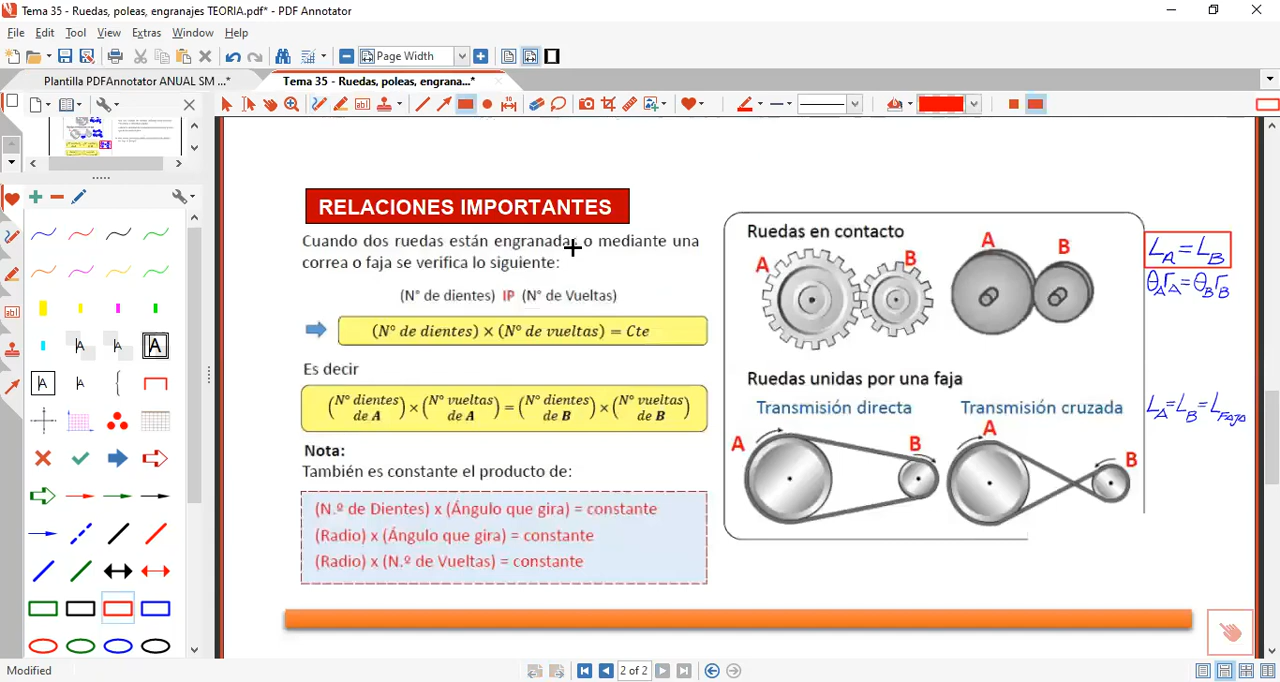 Tema 35 - Ruedas, poleas, engranajes TEORIA.pdf* - PDF Annotator
File Edit Tool View Extras Window Help
Page Width
Plantilla PDFAnnotator ANUAL SM ...*
Tema 35 - Ruedas, poleas, engrana...*
RELACIONES IMPORTANTES
Cuando dos ruedas están engranadas o mediante una
correa o faja se verifica lo siguiente:
(N° de dientes) IP (N° de Vueltas)
(N° de dientes) × (N° de vueltas) = Cte
Es decir
(N° dientes de A) × (N° vueltas de A) = (N° dientes de B) × (N° vueltas de B)
Nota:
También es constante el producto de:
(N.º de Dientes) x (Ángulo que gira) = constante
(Radio) x (Ángulo que gira) = constante
(Radio) x (N.º de Vueltas) = constante
Ruedas en contacto
A B
A B
L_A = L_B
θ_A r_A = θ_B r_B
Ruedas unidas por una faja
Transmisión directa Transmisión cruzada
A B
A B
L_A = L_B = L_Faja
Modified
2 of 2